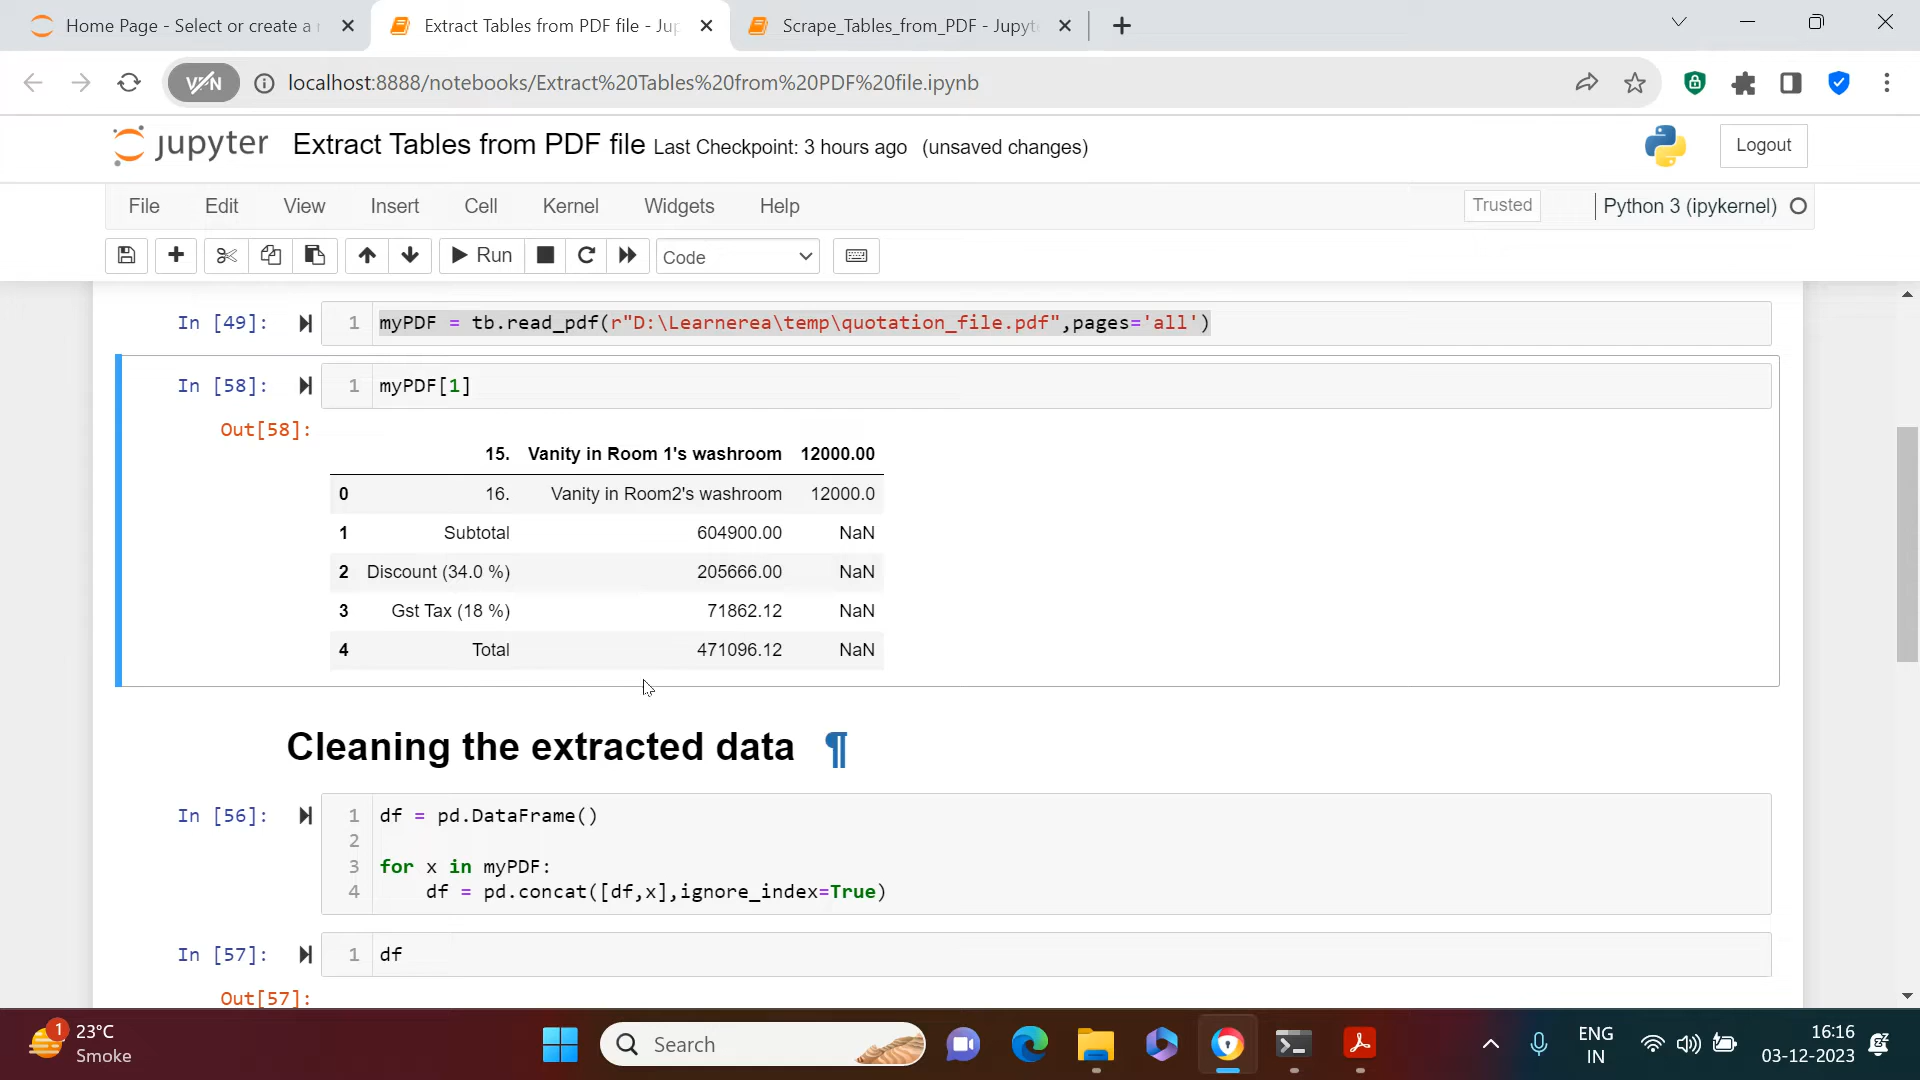 Home Page - Select or create a
Extract Tables from PDF file - Jup
Scrape_Tables_from_PDF - Jupyt
VPN
localhost:8888/notebooks/Extract%20Tables%20from%20PDF%20file.ipynb
jupyter Extract Tables from PDF file Last Checkpoint: 3 hours ago (unsaved changes)
Logout
File Edit View Insert Cell Kernel Widgets Help
Trusted
Python 3 (ipykernel)
Run
Code
In [49]: 1 myPDF = tb.read_pdf(r"D:\Learnerea\temp\quotation_file.pdf",pages='all')
In [58]: 1 myPDF[1]
Out[58]:
15. Vanity in Room 1's washroom 12000.00
0 16. Vanity in Room2's washroom 12000.0
1 Subtotal 604900.00 NaN
2 Discount (34.0 %) 205666.00 NaN
3 Gst Tax (18 %) 71862.12 NaN
4 Total 471096.12 NaN
Cleaning the extracted data ¶
In [56]: 1 df = pd.DataFrame()
2
3 for x in myPDF:
4 df = pd.concat([df,x],ignore_index=True)
In [57]: 1 df
Out[57]:
1
23°C
Smoke
Search
ENG
IN
16:16
03-12-2023